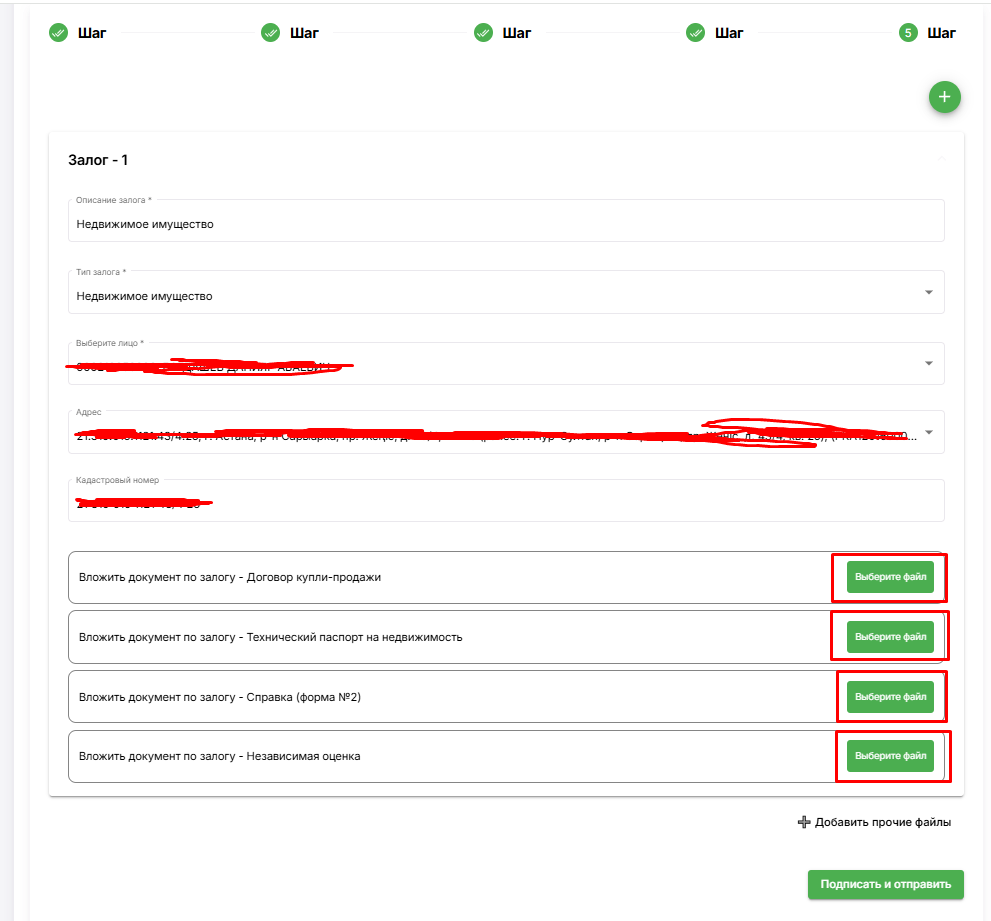 Шаг Шаг Шаг Шаг 5 Шаг
Залог - 1
Описание залога *
Недвижимое имущество
Тип залога *
Недвижимое имущество
Выберите лицо *
Адрес
Кадастровый номер
Вложить документ по залогу - Договор купли-продажи Выберите файл
Вложить документ по залогу - Технический паспорт на недвижимость Выберите файл
Вложить документ по залогу - Справка (форма №2) Выберите файл
Вложить документ по залогу - Независимая оценка Выберите файл
Добавить прочие файлы
Подписать и отправить